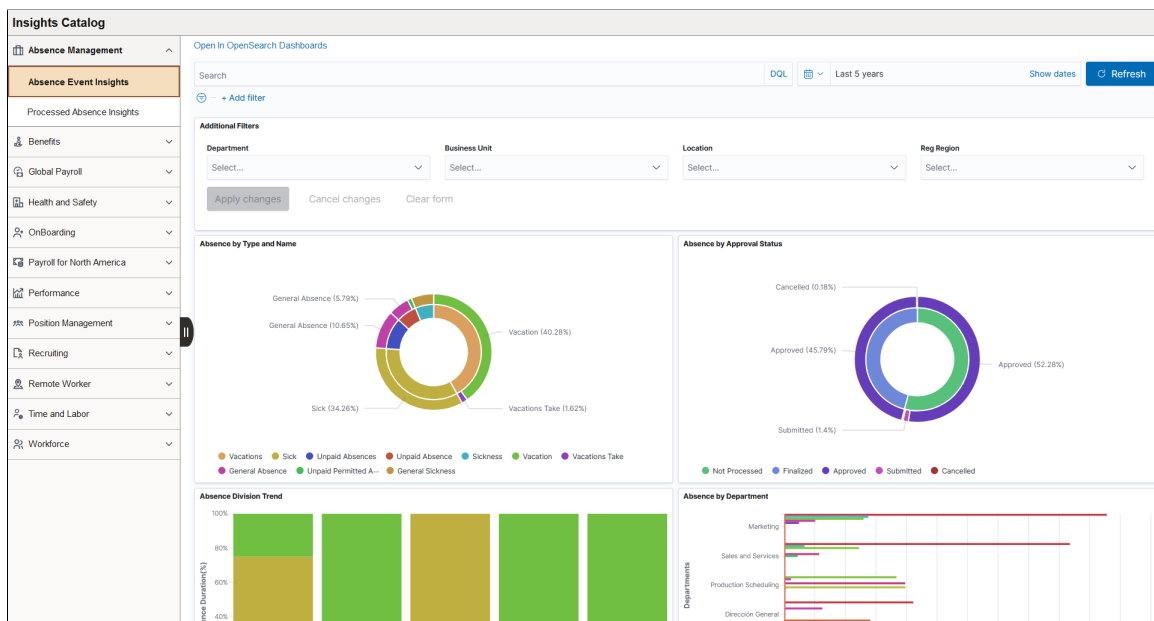 Insights Catalog
Absence Management
Absence Event Insights
Processed Absence Insights
Benefits
Global Payroll
Health and Safety
OnBoarding
Payroll for North America
Performance
Position Management
Recruiting
Remote Worker
Time and Labor
Workforce
Open In OpenSearch Dashboards
Search
DQL
Last 5 years
Show dates
Refresh
+ Add filter
Additional Filters
Department
Business Unit
Location
Reg Region
Select...
Select...
Select...
Select...
Apply changes
Cancel changes
Clear form
Absence by Type and Name
General Absence (5.79%)
General Absence (10.65%)
Vacation (40.28%)
Sick (34.26%)
Vacations Take (1.62%)
Vacations Sick Unpaid Absences Unpaid Absence Sickness Vacation Vacations Take
General Absence Unpaid Permitted A... General Sickness
Absence by Approval Status
Cancelled (0.18%)
Approved (45.79%)
Approved (52.28%)
Submitted (1.4%)
Not Processed Finalized Approved Submitted Cancelled
Absence Division Trend
100%
80%
60%
40%
Absence by Department
Departments
Marketing
Sales and Services
Production Scheduling
Dirección General